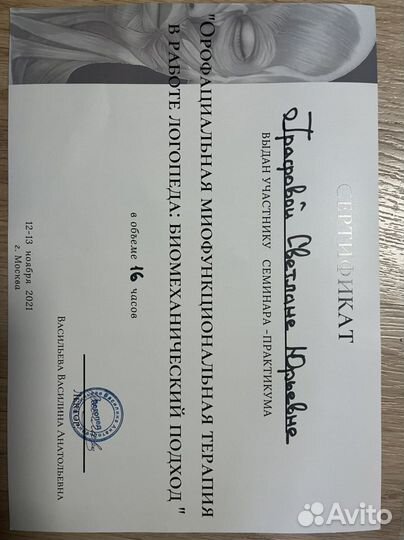 СЕРТИФИКАТ
Графовой Светлане Юрьевне
ВЫДАН УЧАСТНИКУ СЕМИНАРА-ПРАКТИКУМА
"ОРОФАЦИАЛЬНАЯ МИОФУНКЦИОНАЛЬНАЯ ТЕРАПИЯ
В РАБОТЕ ЛОГОПЕДА: БИОМЕХАНИЧЕСКИЙ ПОДХОД"
в объеме 16 часов
12-13 ноября 2021
г. Москва
ВАСИЛЬЕВА ВАСИЛИНА АНАТОЛЬЕВНА
Avito